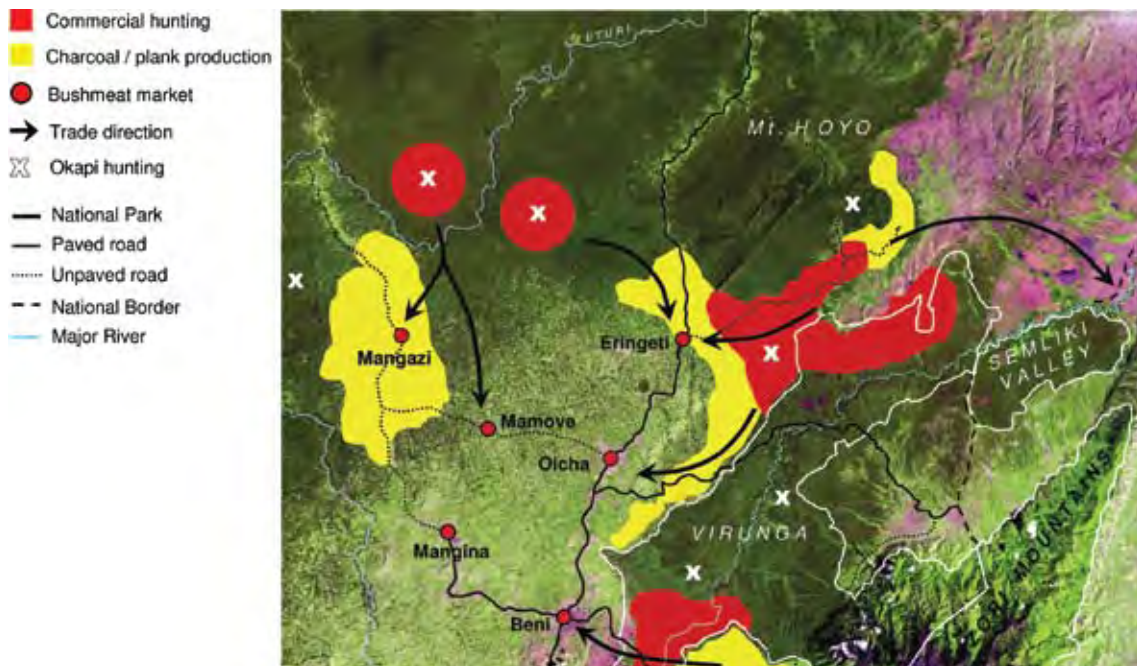 Commercial hunting
Charcoal / plank production
Bushmeat market
Trade direction
X Okapi hunting
National Park
Paved road
Unpaved road
National Border
Major River
ITURI
Mt. HOYO
X
X
X
X
Eringeti
Mangazi
X
SEMLIKI
VALLEY
Mamove
Oicha
X
VIRUNGA
Mangina
X
MOUNTAINS
Beni